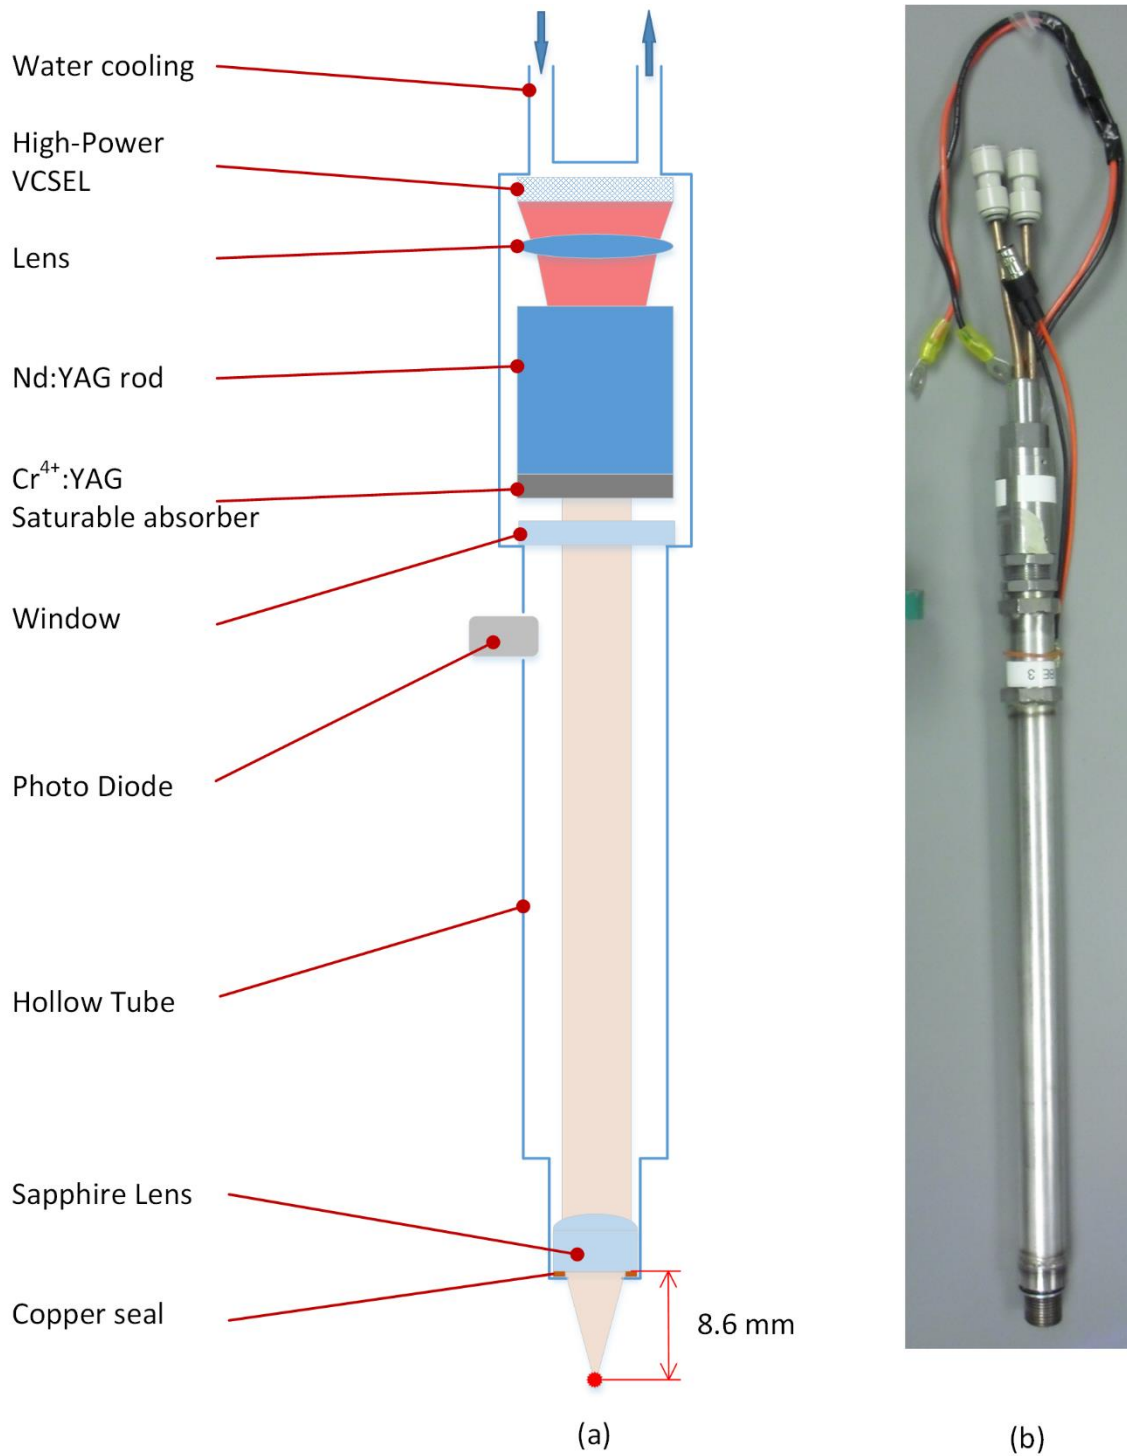 Water cooling
High-Power
VCSEL
Lens
Nd:YAG rod
Cr⁴⁺:YAG
Saturable absorber
Window
Photo Diode
Hollow Tube
Sapphire Lens
Copper seal
8.6 mm
(a)
(b)